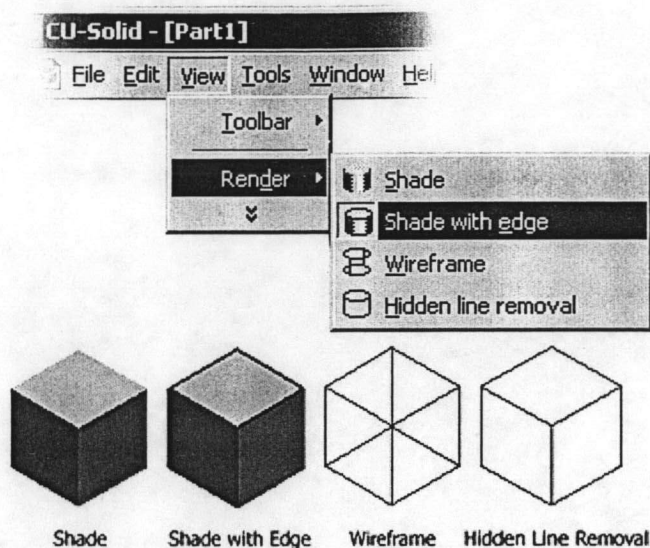 CU-Solid - [Part1]
File Edit View Tools Window Hel
Toolbar
Render
Shade
Shade with edge
Wireframe
Hidden line removal
Shade Shade with Edge Wireframe Hidden Line Removal